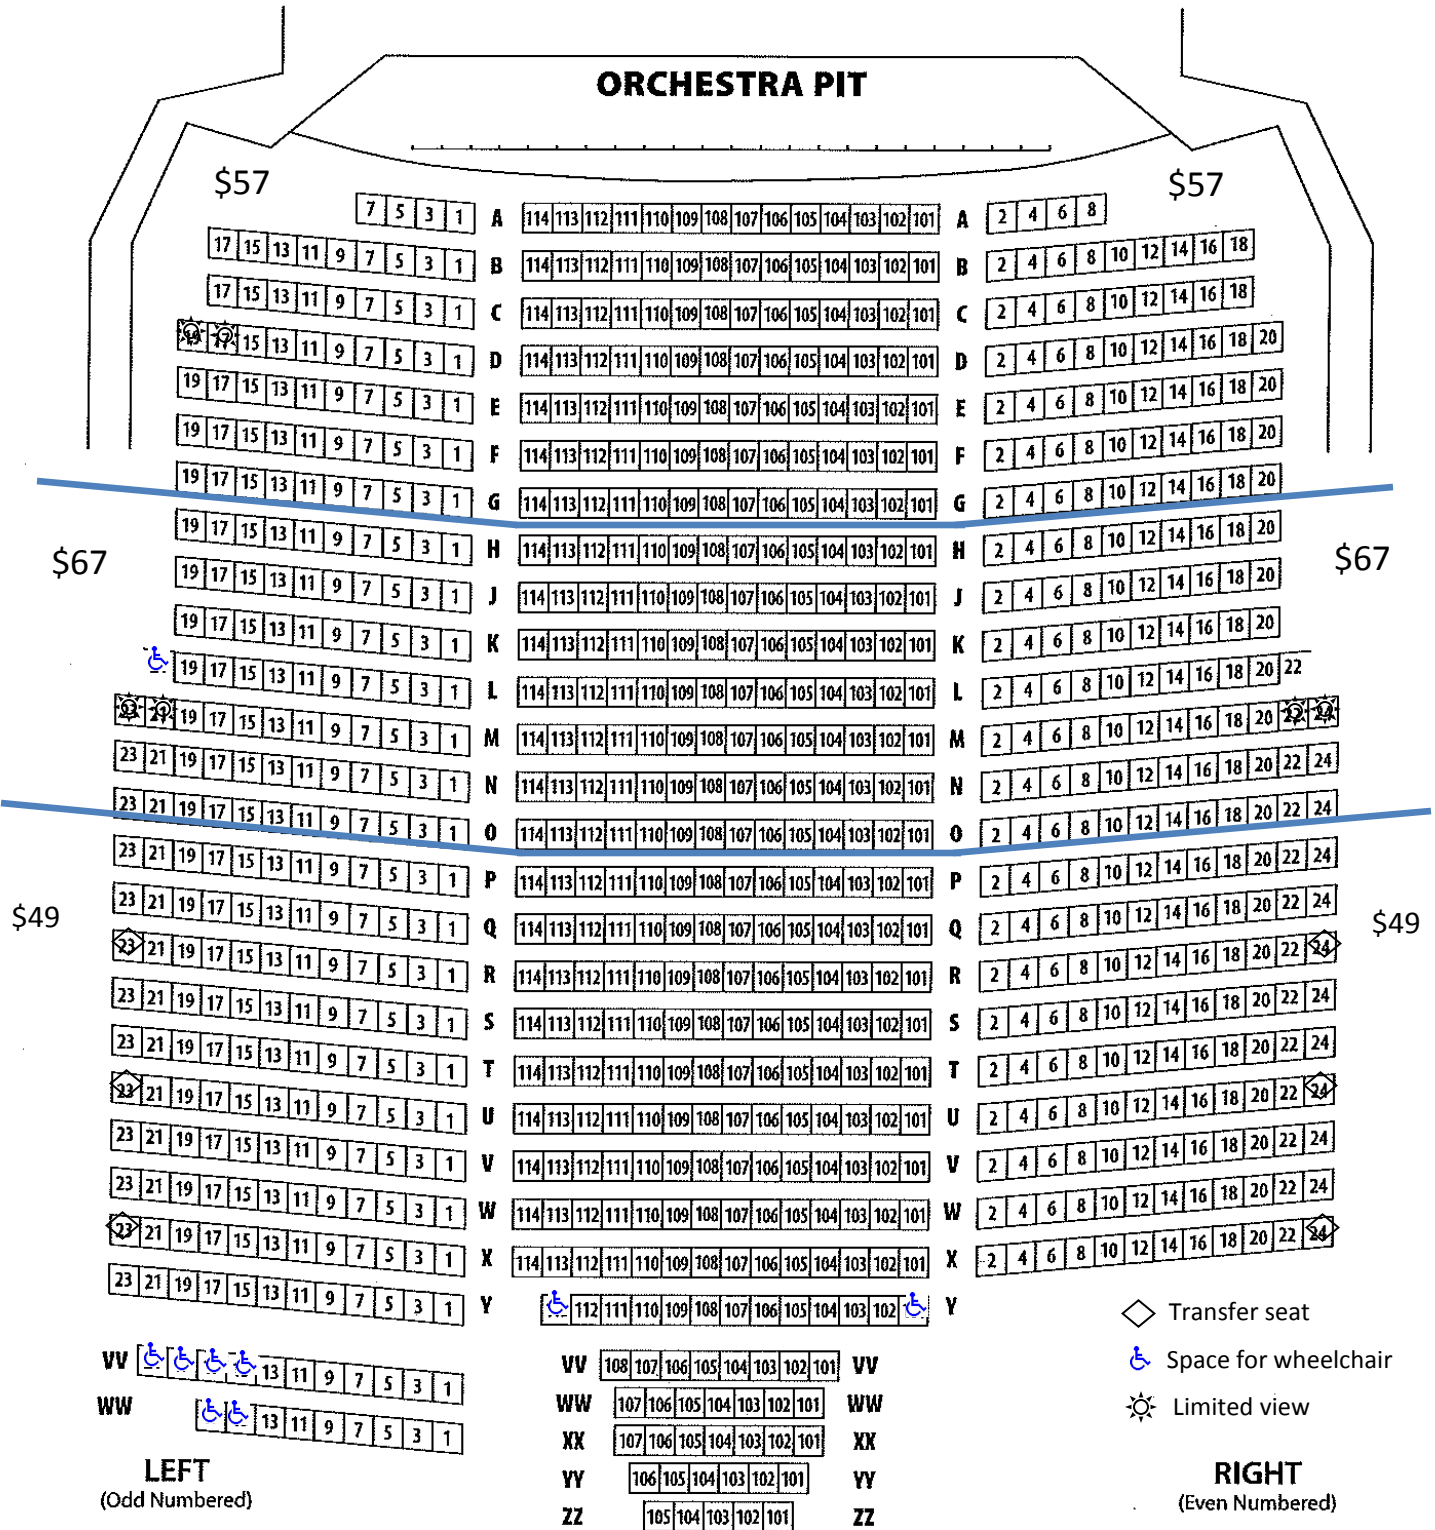 ORCHESTRA PIT
$57 $57
7 5 3 1 A 114 113 112 111 110 109 108 107 106 105 104 103 102 101 A 2 4 6 8
17 15 13 11 9 7 5 3 1 B 114 113 112 111 110 109 108 107 106 105 104 103 102 101 B 2 4 6 8 10 12 14 16 18
17 15 13 11 9 7 5 3 1 C 114 113 112 111 110 109 108 107 106 105 104 103 102 101 C 2 4 6 8 10 12 14 16 18
19 17 15 13 11 9 7 5 3 1 D 114 113 112 111 110 109 108 107 106 105 104 103 102 101 D 2 4 6 8 10 12 14 16 18 20
19 17 15 13 11 9 7 5 3 1 E 114 113 112 111 110 109 108 107 106 105 104 103 102 101 E 2 4 6 8 10 12 14 16 18 20
19 17 15 13 11 9 7 5 3 1 F 114 113 112 111 110 109 108 107 106 105 104 103 102 101 F 2 4 6 8 10 12 14 16 18 20
19 17 15 13 11 9 7 5 3 1 G 114 113 112 111 110 109 108 107 106 105 104 103 102 101 G 2 4 6 8 10 12 14 16 18 20
19 17 15 13 11 9 7 5 3 1 H 114 113 112 111 110 109 108 107 106 105 104 103 102 101 H 2 4 6 8 10 12 14 16 18 20
$67 $67
19 17 15 13 11 9 7 5 3 1 J 114 113 112 111 110 109 108 107 106 105 104 103 102 101 J 2 4 6 8 10 12 14 16 18 20
19 17 15 13 11 9 7 5 3 1 K 114 113 112 111 110 109 108 107 106 105 104 103 102 101 K 2 4 6 8 10 12 14 16 18 20
19 17 15 13 11 9 7 5 3 1 L 114 113 112 111 110 109 108 107 106 105 104 103 102 101 L 2 4 6 8 10 12 14 16 18 20 22
23 21 19 17 15 13 11 9 7 5 3 1 M 114 113 112 111 110 109 108 107 106 105 104 103 102 101 M 2 4 6 8 10 12 14 16 18 20 22 24
23 21 19 17 15 13 11 9 7 5 3 1 N 114 113 112 111 110 109 108 107 106 105 104 103 102 101 N 2 4 6 8 10 12 14 16 18 20 22 24
23 21 19 17 15 13 11 9 7 5 3 1 O 114 113 112 111 110 109 108 107 106 105 104 103 102 101 O 2 4 6 8 10 12 14 16 18 20 22 24
23 21 19 17 15 13 11 9 7 5 3 1 P 114 113 112 111 110 109 108 107 106 105 104 103 102 101 P 2 4 6 8 10 12 14 16 18 20 22 24
$49 $49
23 21 19 17 15 13 11 9 7 5 3 1 Q 114 113 112 111 110 109 108 107 106 105 104 103 102 101 Q 2 4 6 8 10 12 14 16 18 20 22 24
23 21 19 17 15 13 11 9 7 5 3 1 R 114 113 112 111 110 109 108 107 106 105 104 103 102 101 R 2 4 6 8 10 12 14 16 18 20 22 24
23 21 19 17 15 13 11 9 7 5 3 1 S 114 113 112 111 110 109 108 107 106 105 104 103 102 101 S 2 4 6 8 10 12 14 16 18 20 22 24
23 21 19 17 15 13 11 9 7 5 3 1 T 114 113 112 111 110 109 108 107 106 105 104 103 102 101 T 2 4 6 8 10 12 14 16 18 20 22 24
23 21 19 17 15 13 11 9 7 5 3 1 U 114 113 112 111 110 109 108 107 106 105 104 103 102 101 U 2 4 6 8 10 12 14 16 18 20 22 24
23 21 19 17 15 13 11 9 7 5 3 1 V 114 113 112 111 110 109 108 107 106 105 104 103 102 101 V 2 4 6 8 10 12 14 16 18 20 22 24
23 21 19 17 15 13 11 9 7 5 3 1 W 114 113 112 111 110 109 108 107 106 105 104 103 102 101 W 2 4 6 8 10 12 14 16 18 20 22 24
23 21 19 17 15 13 11 9 7 5 3 1 X 114 113 112 111 110 109 108 107 106 105 104 103 102 101 X 2 4 6 8 10 12 14 16 18 20 22 24
23 21 19 17 15 13 11 9 7 5 3 1 Y 112 111 110 109 108 107 106 105 104 103 102 Y
Transfer seat
VV 13 11 9 7 5 3 1 VV 108 107 106 105 104 103 102 101 VV
Space for wheelchair
WW 13 11 9 7 5 3 1 WW 107 106 105 104 103 102 101 WW
Limited view
XX 107 106 105 104 103 102 101 XX
LEFT YY 106 105 104 103 102 101 YY RIGHT
(Odd Numbered) ZZ 105 104 103 102 101 ZZ (Even Numbered)